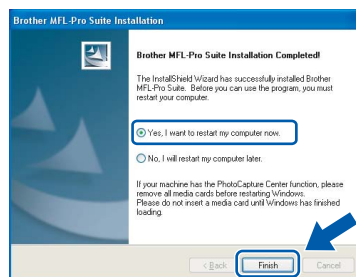 Brother MFL-Pro Suite Installation
Brother MFL-Pro Suite Installation Completed!
The InstallShield Wizard has successfully installed Brother
MFL-Pro Suite. Before you can use the program, you must
restart your computer.
Yes, I want to restart my computer now.
No, I will restart my computer later.
If your machine has the PhotoCapture Center function, please
remove all media cards before restarting Windows.
Please do not insert a media card until Windows has finished
loading.
< Back Finish Cancel